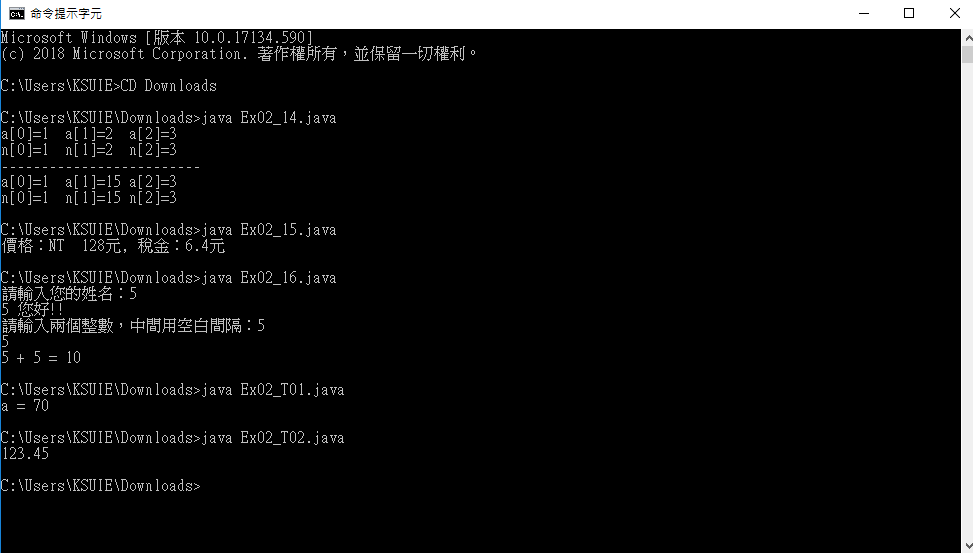 命令提示字元
Microsoft Windows [版本 10.0.17134.590]
(c) 2018 Microsoft Corporation. 著作權所有，並保留一切權利。
C:\Users\KSUIE>CD Downloads
C:\Users\KSUIE\Downloads>java Ex02_14.java
a[0]=1  a[1]=2  a[2]=3
n[0]=1  n[1]=2  n[2]=3
-------------------------
a[0]=1  a[1]=15 a[2]=3
n[0]=1  n[1]=15 n[2]=3
C:\Users\KSUIE\Downloads>java Ex02_15.java
價格：NT  128元, 稅金：6.4元
C:\Users\KSUIE\Downloads>java Ex02_16.java
請輸入您的姓名：5
5 您好!!
請輸入兩個整數，中間用空白間隔：5
5
5 + 5 = 10
C:\Users\KSUIE\Downloads>java Ex02_T01.java
a = 70
C:\Users\KSUIE\Downloads>java Ex02_T02.java
123.45
C:\Users\KSUIE\Downloads>